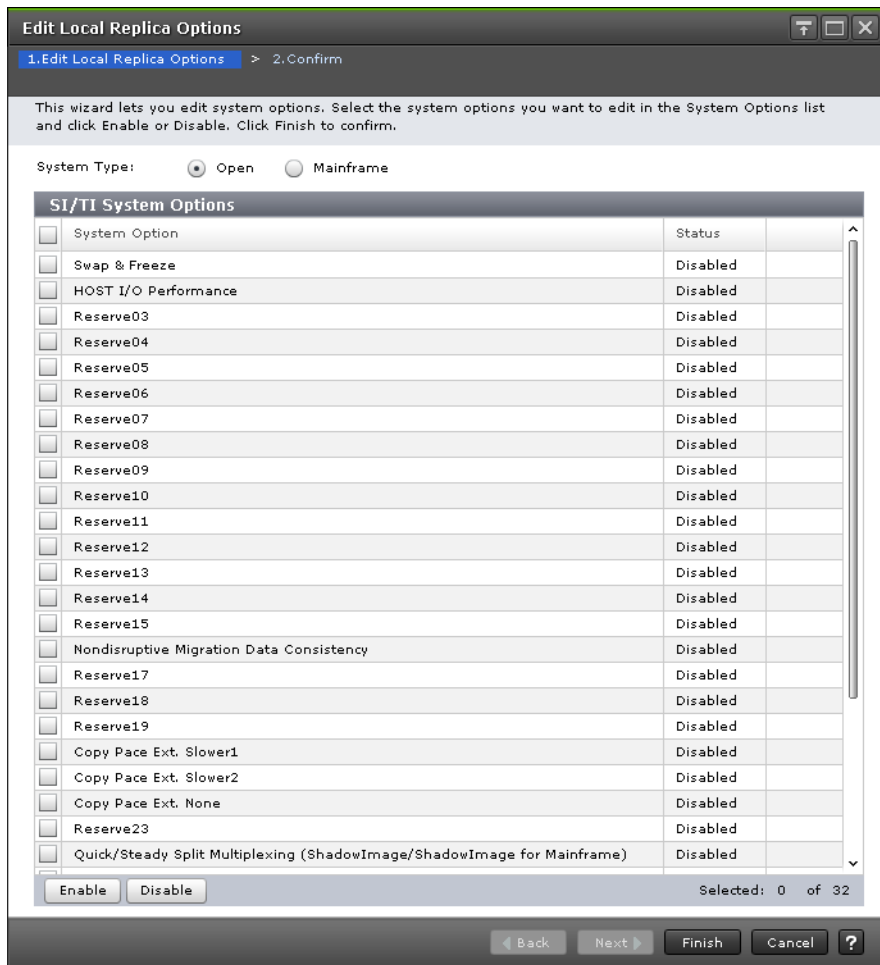 Edit Local Replica Options
1.Edit Local Replica Options > 2.Confirm
This wizard lets you edit system options. Select the system options you want to edit in the System Options list
and click Enable or Disable. Click Finish to confirm.
System Type: Open Mainframe
SI/TI System Options
System Option Status
Swap & Freeze Disabled
HOST I/O Performance Disabled
Reserve03 Disabled
Reserve04 Disabled
Reserve05 Disabled
Reserve06 Disabled
Reserve07 Disabled
Reserve08 Disabled
Reserve09 Disabled
Reserve10 Disabled
Reserve11 Disabled
Reserve12 Disabled
Reserve13 Disabled
Reserve14 Disabled
Reserve15 Disabled
Nondisruptive Migration Data Consistency Disabled
Reserve17 Disabled
Reserve18 Disabled
Reserve19 Disabled
Copy Pace Ext. Slower1 Disabled
Copy Pace Ext. Slower2 Disabled
Copy Pace Ext. None Disabled
Reserve23 Disabled
Quick/Steady Split Multiplexing (ShadowImage/ShadowImage for Mainframe) Disabled
Enable Disable Selected: 0 of 32
Back Next Finish Cancel ?